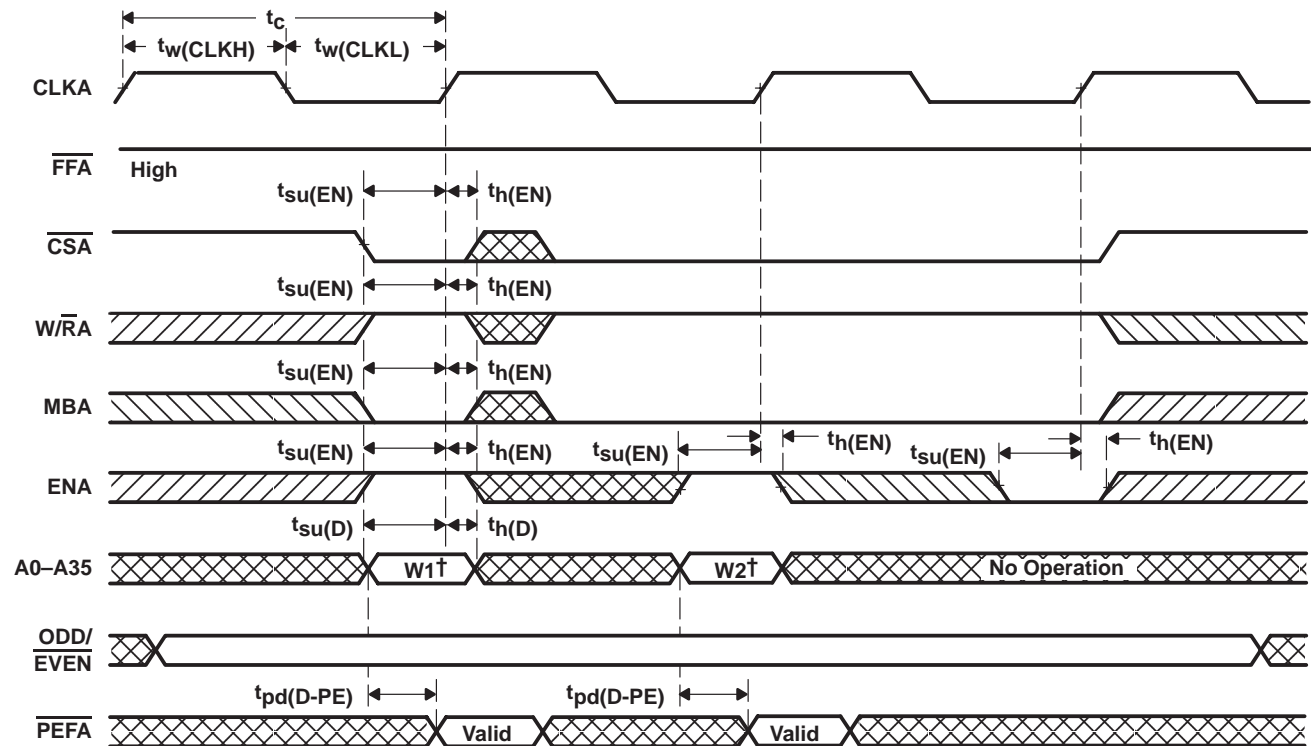 tc
tw(CLKH) tw(CLKL)
CLKA
FFA High
tsu(EN) th(EN)
CSA
tsu(EN) th(EN)
W/RA
tsu(EN) th(EN)
MBA
tsu(EN) th(EN) tsu(EN) th(EN) tsu(EN) th(EN)
ENA
tsu(D) th(D)
A0–A35 W1† W2† No Operation
ODD/
EVEN
tpd(D-PE) tpd(D-PE)
PEFA Valid Valid